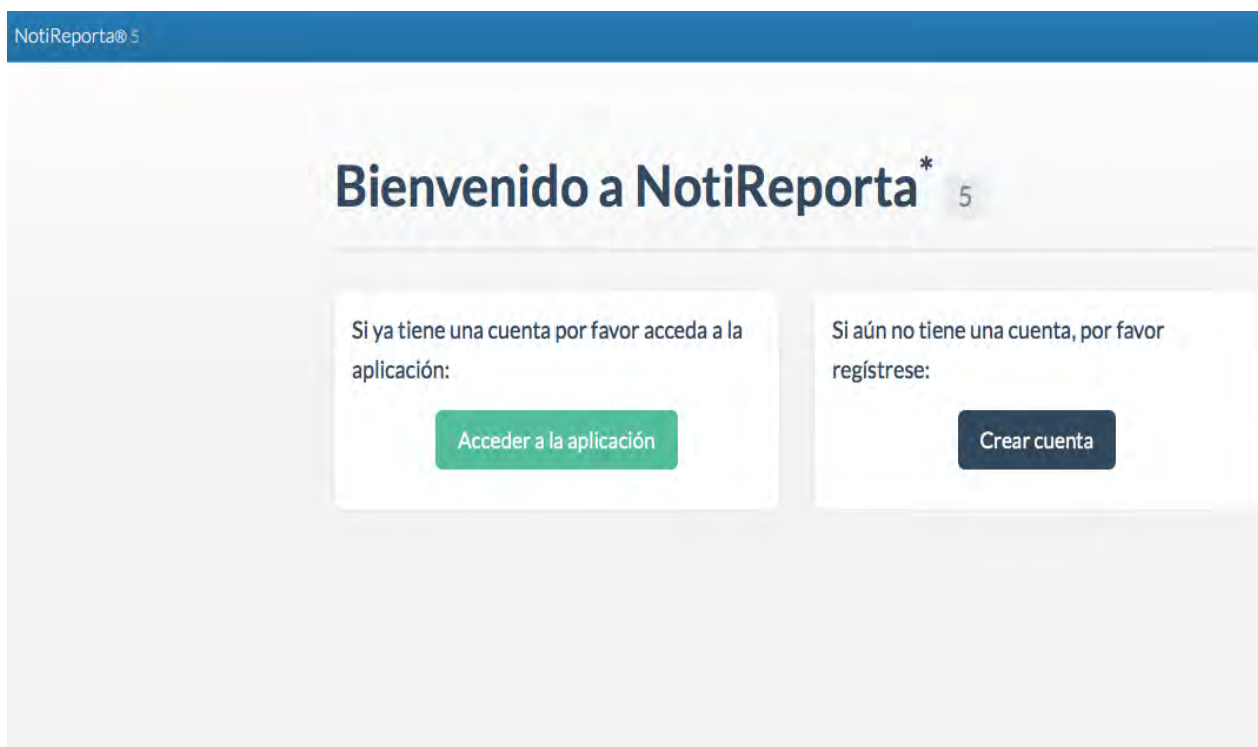 NotiReporta® 5
Bienvenido a NotiReporta* 5
Si ya tiene una cuenta por favor acceda a la
aplicación:
Acceder a la aplicación
Si aún no tiene una cuenta, por favor
regístrese:
Crear cuenta